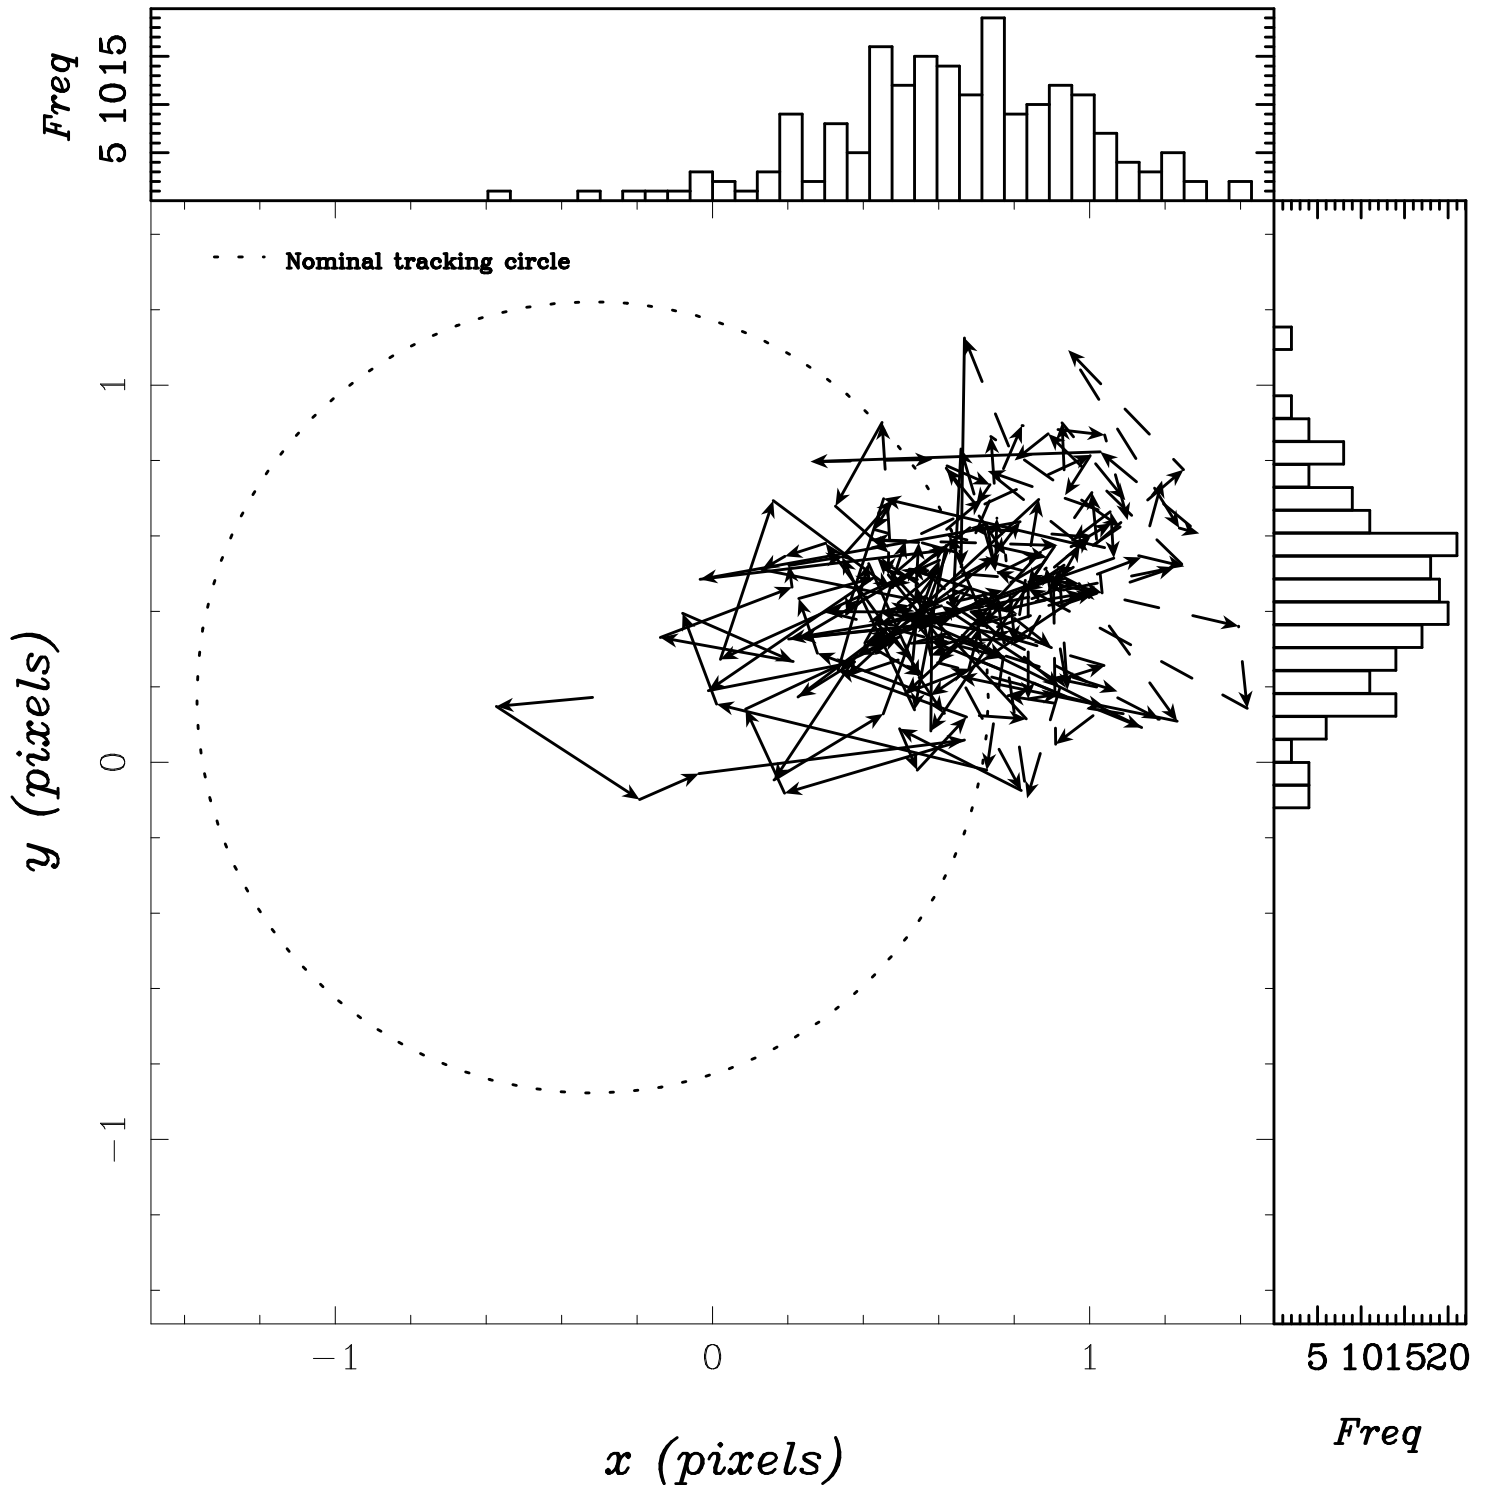 Freq
5 10 15
Nominal tracking circle
1
0
−1
y (pixels)
−1 0 1
5 10 15 20
Freq
x (pixels)